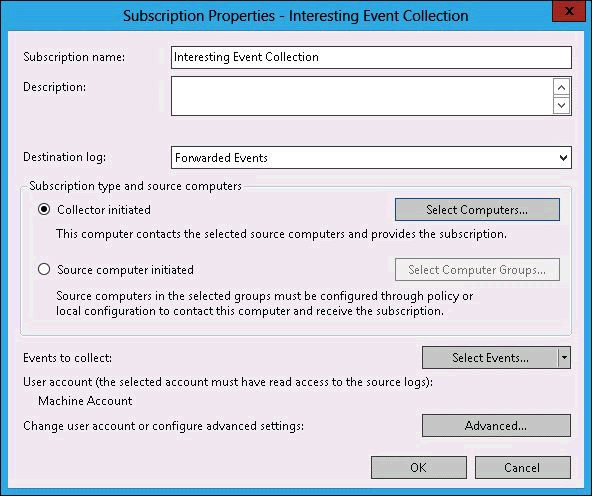 Subscription Properties - Interesting Event Collection
x
Subscription name:
Interesting Event Collection
Description:
Destination log:
Forwarded Events
Subscription type and source computers
Collector initiated
Select Computers...
This computer contacts the selected source computers and provides the subscription.
Source computer initiated
Select Computer Groups...
Source computers in the selected groups must be configured through policy or
local configuration to contact this computer and receive the subscription.
Events to collect:
Select Events...
User account (the selected account must have read access to the source logs):
Machine Account
Change user account or configure advanced settings:
Advanced...
OK
Cancel